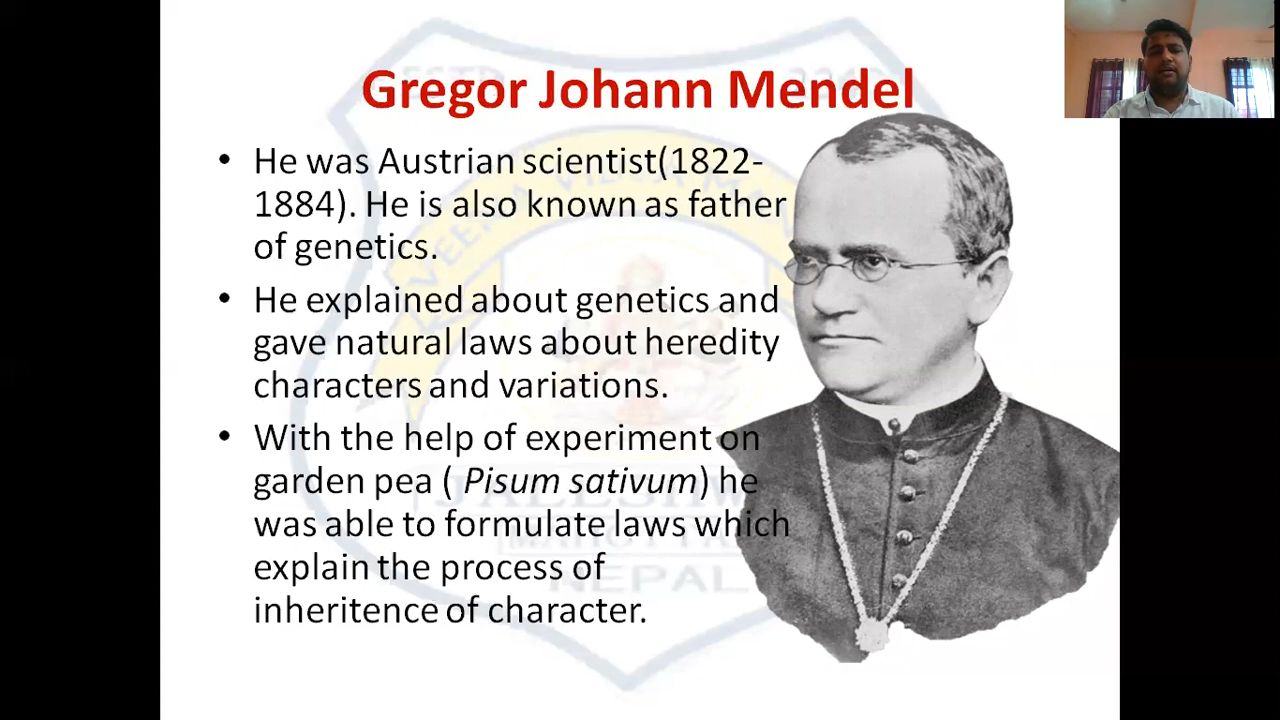 Gregor Johann Mendel
• He was Austrian scientist(1822-
1884). He is also known as father
of genetics.
• He explained about genetics and
gave natural laws about heredity
characters and variations.
• With the help of experiment on
garden pea ( Pisum sativum) he
was able to formulate laws which
explain the process of
inheritence of character.
NEPAL